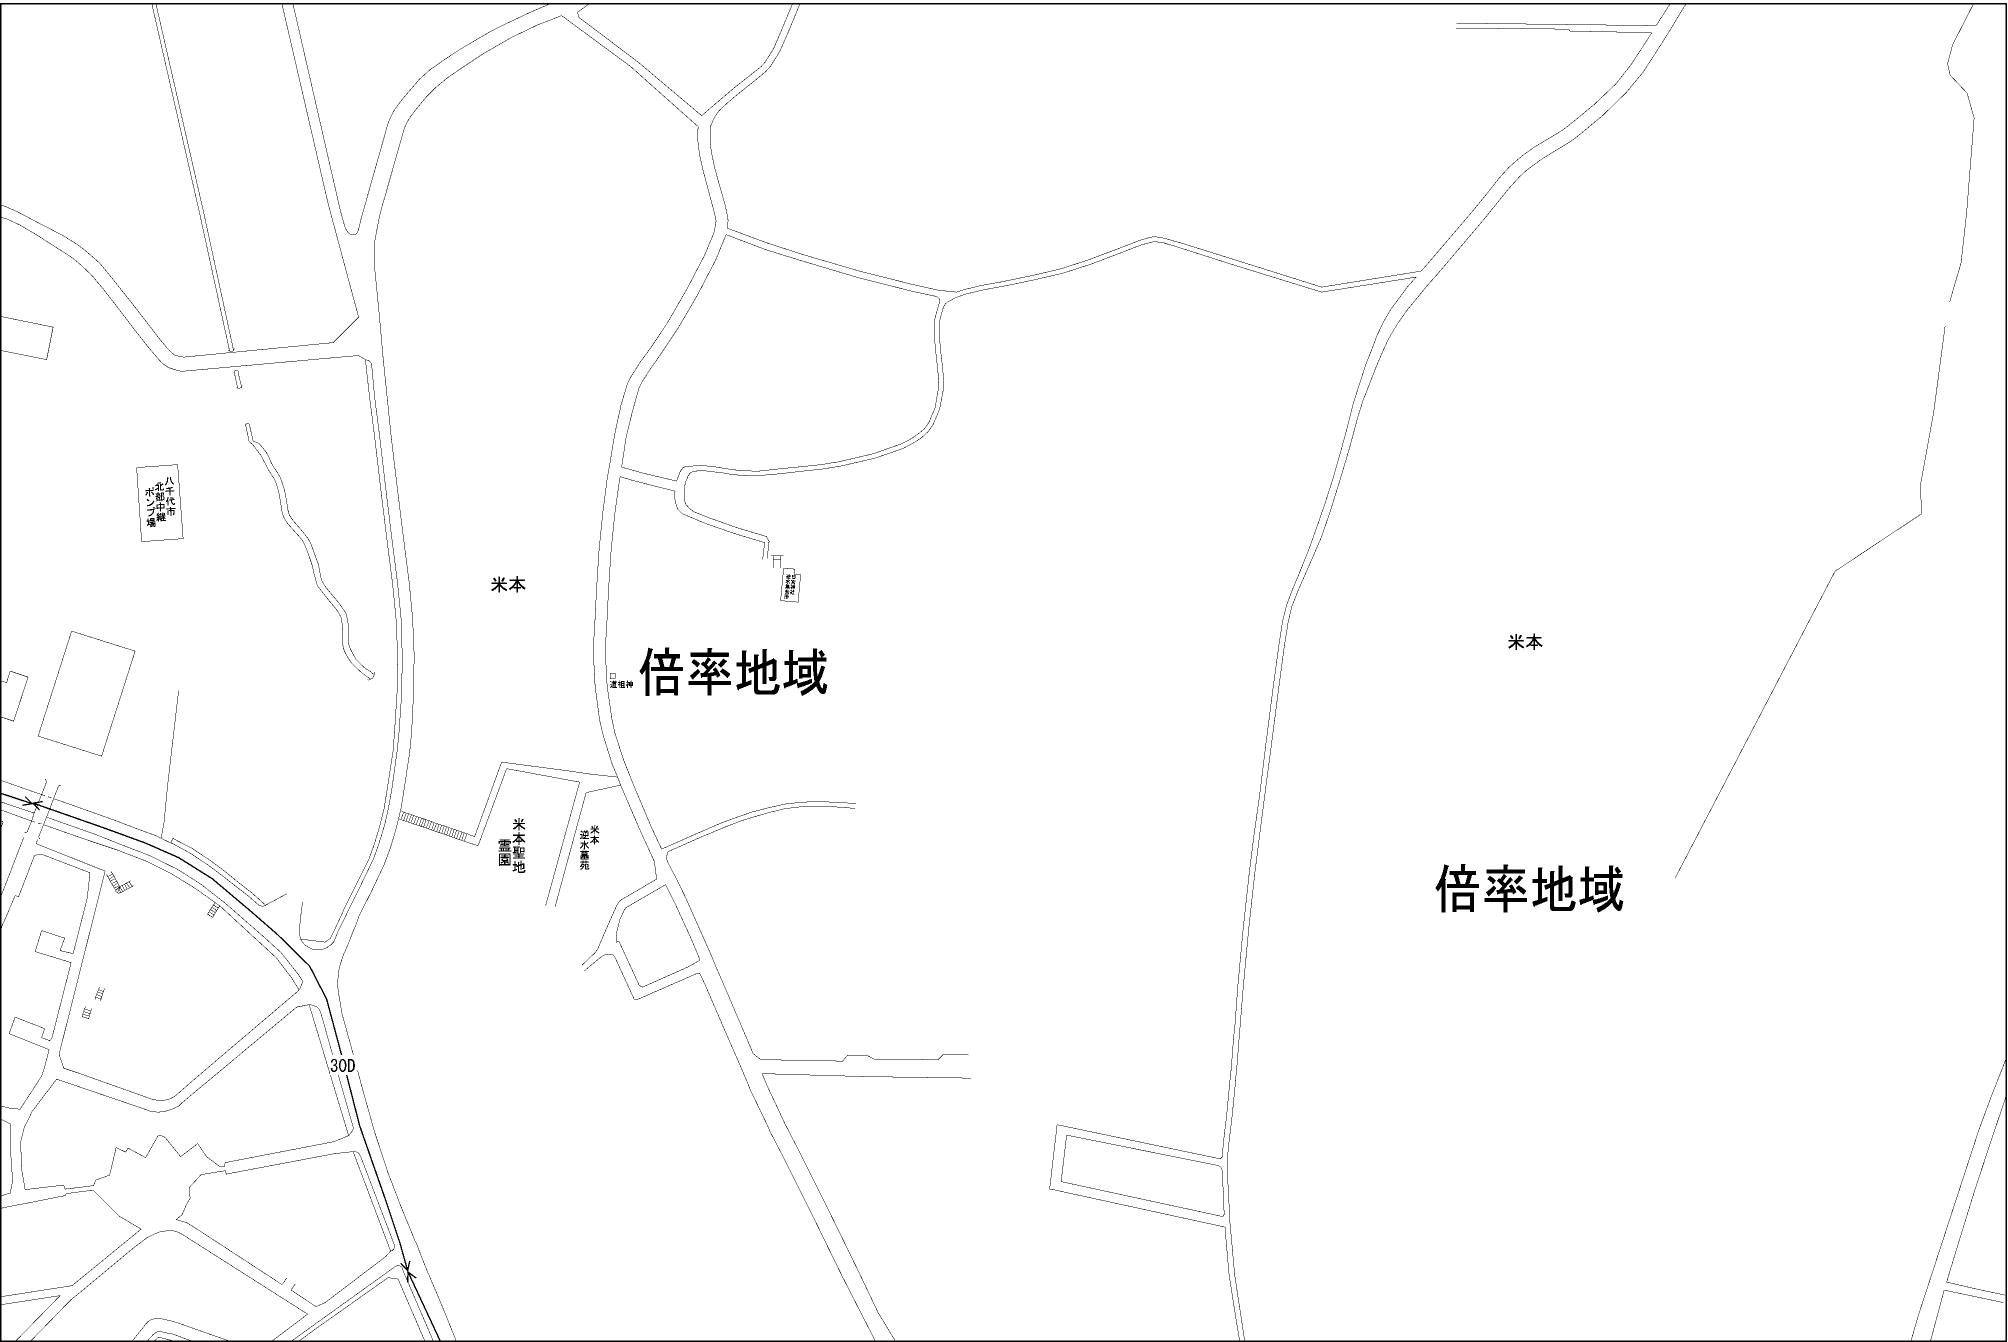 八千代市
北部中継
ポンプ場
米本
道祖神
倍率地域
米本
米本聖地
霊園
米本
逆水墓苑
倍率地域
30D